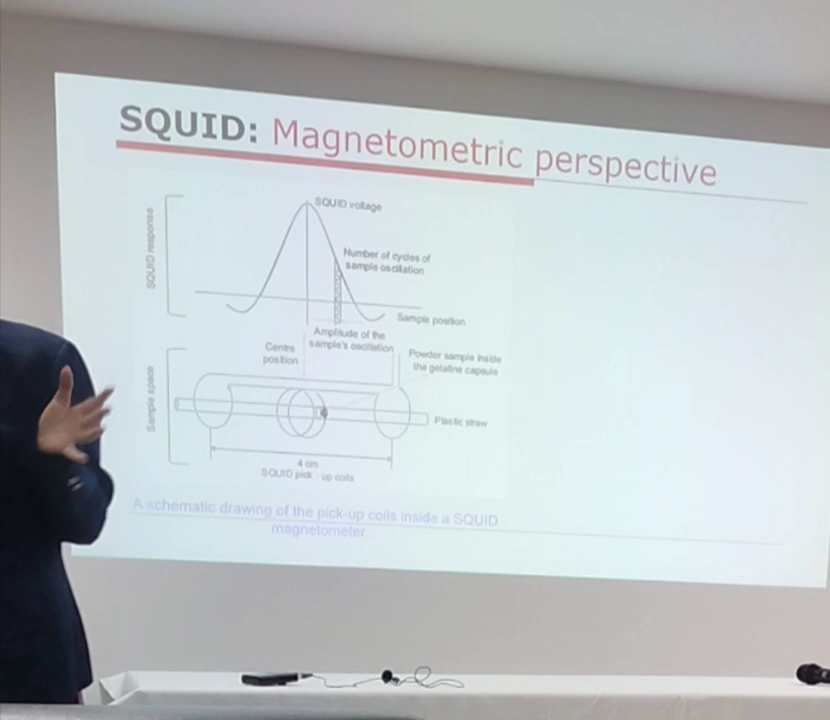 SQUID: Magnetometric perspective
SQUID response
SQUID voltage
Number of cycles of
sample oscillation
Sample position
Amplitude of the
sample's oscillation
Centre
position
Powder sample inside
the gelatine capsule
Sample space
Plastic straw
4 cm
SQUID pick - up coils
A schematic drawing of the pick-up coils inside a SQUID
magnetometer.